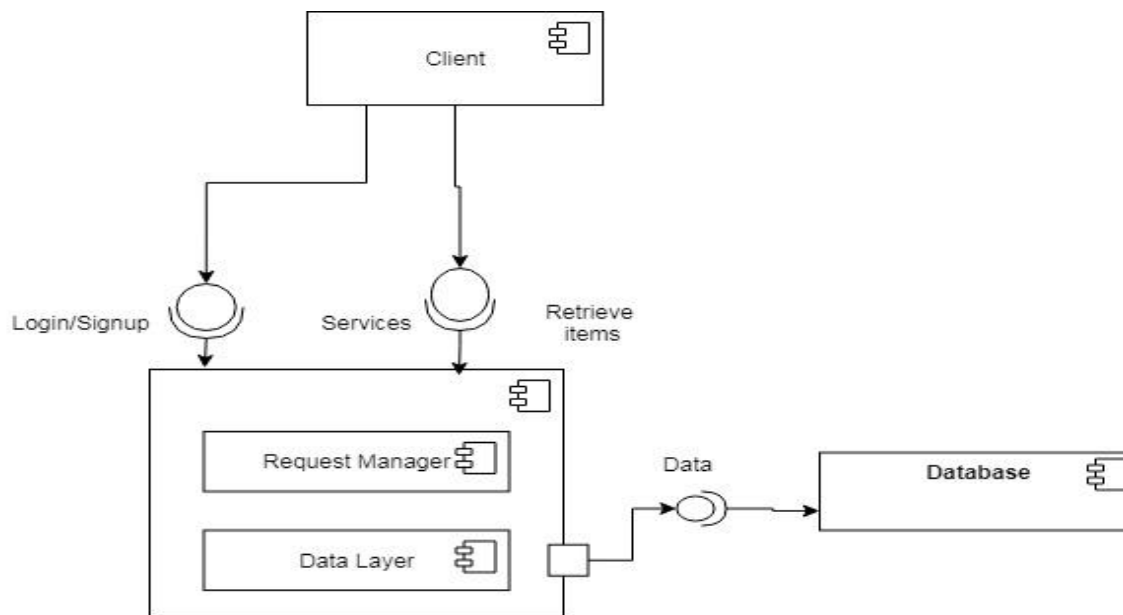 Client
Login/Signup
Services
Retrieve
items
Request Manager
Data
Database
Data Layer